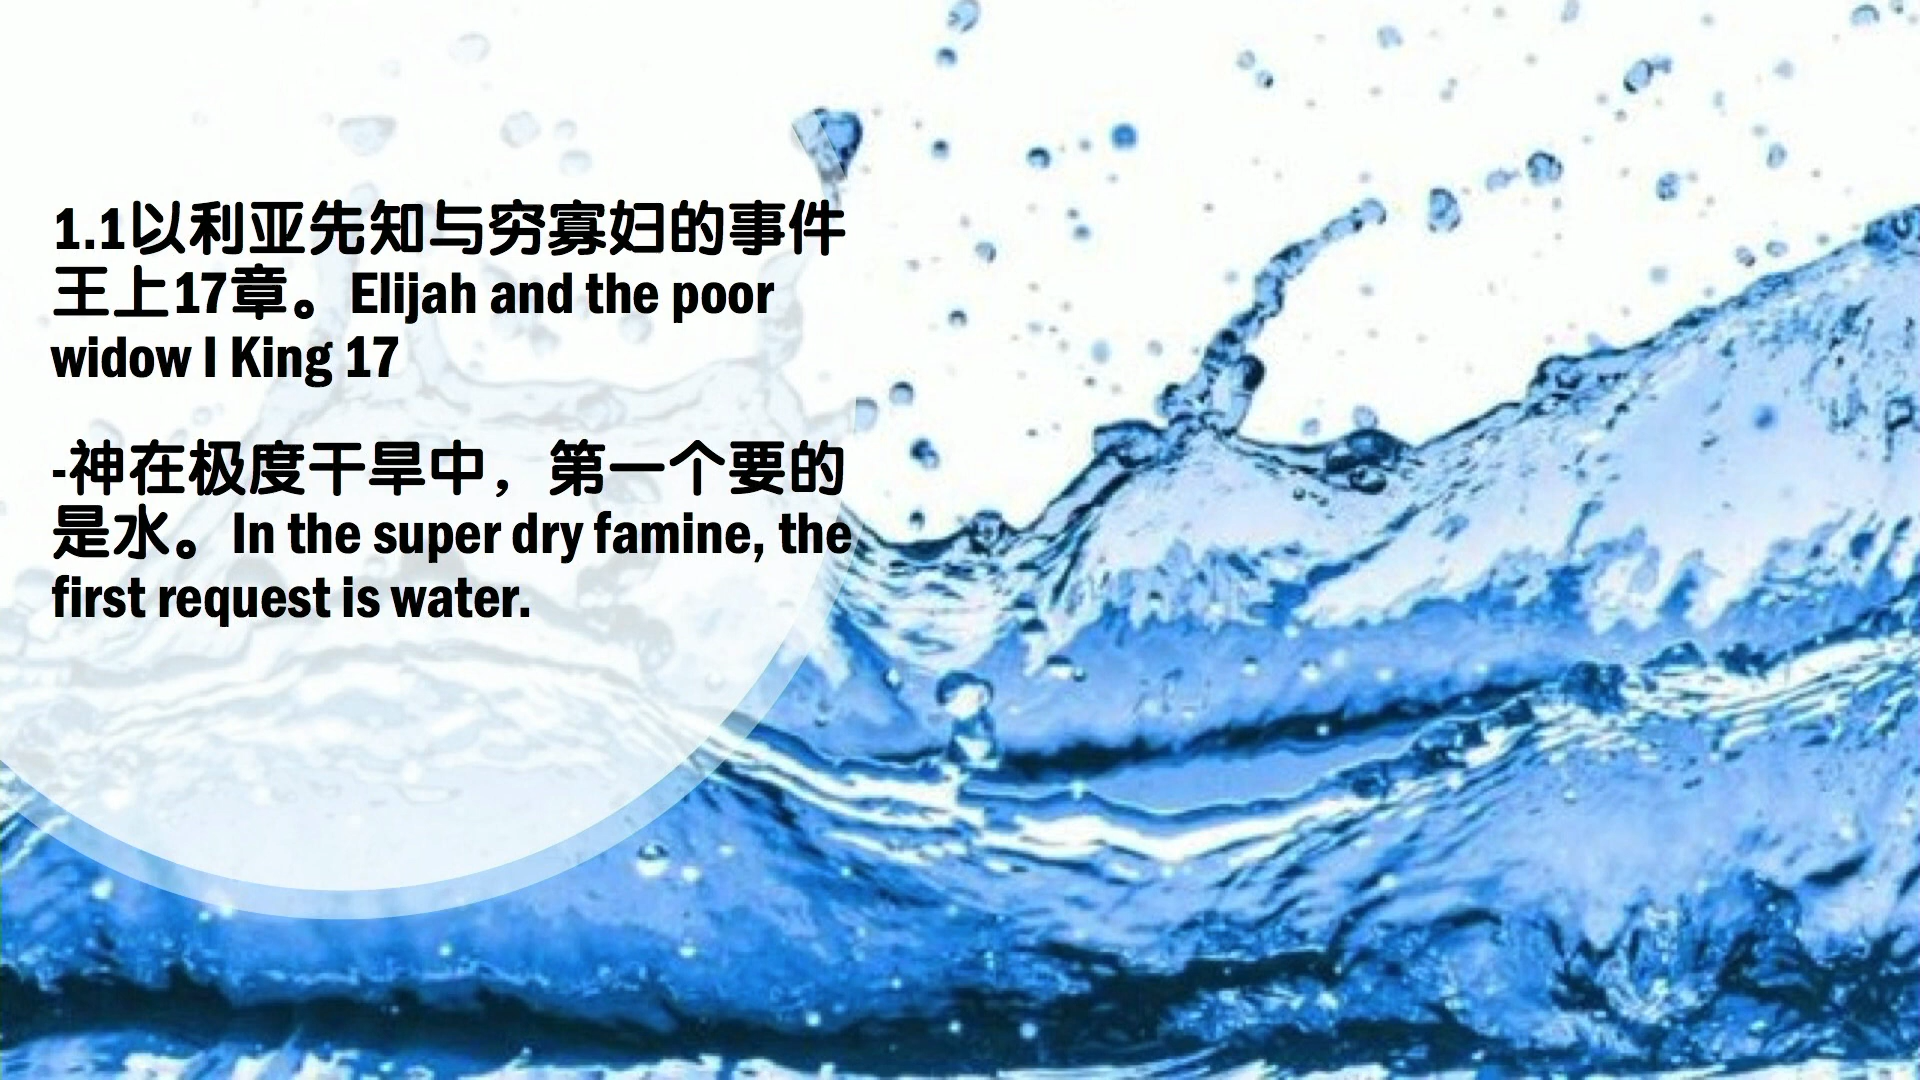 1.1以利亚先知与穷寡妇的事件
王上17章。Elijah and the poor
widow I King 17
-神在极度干旱中，第一个要的
是水。In the super dry famine, the
first request is water.